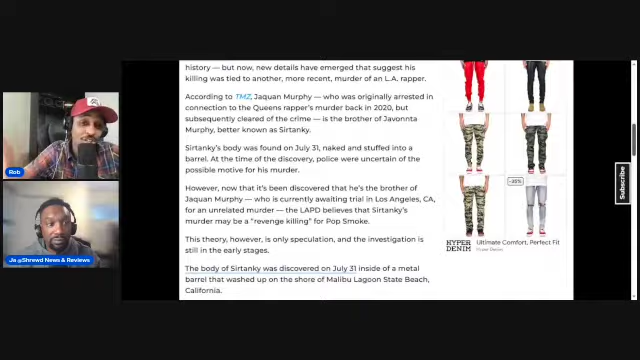 history — but now, new details have emerged that suggest his
killing was tied to another, more recent, murder of an L.A. rapper.
According to TMZ, Jaquan Murphy — who was originally arrested in
connection to the Queens rapper's murder back in 2020, but
subsequently cleared of the crime — is the brother of Javonnta
Murphy, better known as Sirtanky.
Sirtanky's body was found on July 31, naked and stuffed into a
barrel. At the time of the discovery, police were uncertain of the
possible motive for his murder.
However, now that it's been discovered that he's the brother of
Jaquan Murphy — who is currently awaiting trial in Los Angeles, CA,
for an unrelated murder — the LAPD believes that Sirtanky's
murder may be a "revenge killing" for Pop Smoke.
This theory, however, is only speculation, and the investigation is
still in the early stages.
The body of Sirtanky was discovered on July 31 inside of a metal
barrel that washed up on the shore of Malibu Lagoon State Beach,
California.
-35%
HYPER
DENIM
Ultimate Comfort, Perfect Fit
Hyper Denim
Subscribe
Rob
Ja @Shrewd News & Reviews